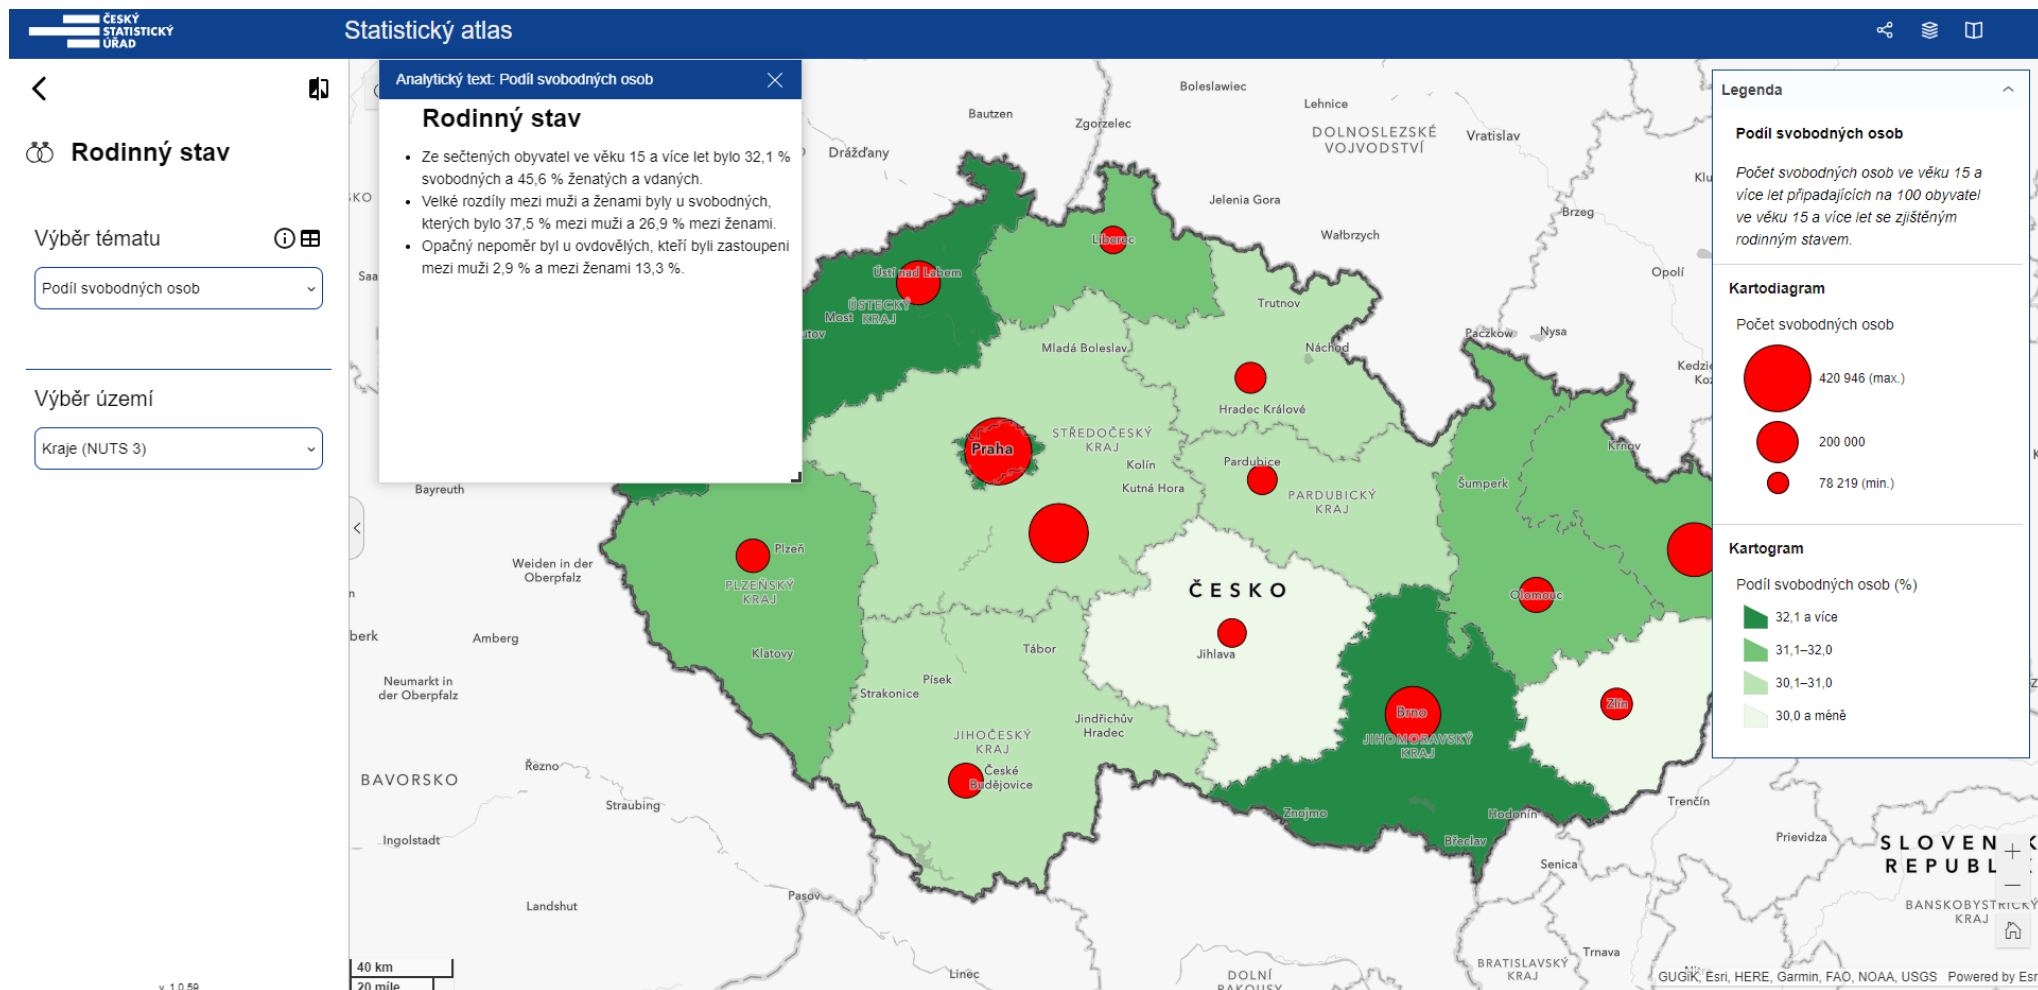 ČESKÝ
STATISTICKÝ
ÚŘAD
Statistický atlas
Rodinný stav
Výběr tématu
Podíl svobodných osob
Výběr území
Kraje (NUTS 3)
v. 1.0.59
Analytický text: Podíl svobodných osob
Rodinný stav
• Ze sečtených obyvatel ve věku 15 a více let bylo 32,1 %
svobodných a 45,6 % ženatých a vdaných.
• Velké rozdíly mezi muži a ženami byly u svobodných,
kterých bylo 37,5 % mezi muži a 26,9 % mezi ženami.
• Opačný nepoměr byl u ovdovělých, kteří byli zastoupeni
mezi muži 2,9 % a mezi ženami 13,3 %.
Boleslawiec
Lehnice
Bautzen
Zgorzelec
DOLNOSLEZSKÉ
VOJVODSTVÍ
Vratislav
Drážďany
Jelenia Gora
Brzeg
Wałbrzych
Liberec
Opolí
Ústí nad Labem
ÚSTECKÝ
KRAJ
Most
Trutnov
Paczkow
Nysa
Mladá Boleslav
Náchod
Hradec Králové
STŘEDOČESKÝ
KRAJ
Praha
Krnov
Kolín
Pardubice
Kutná Hora
Šumperk
PARDUBICKÝ
KRAJ
Bayreuth
Plzeň
PLZEŇSKÝ
KRAJ
Weiden in der
Oberpfalz
ČESKO
Olomouc
Amberg
Klatovy
Tábor
Jihlava
Neumarkt in
der Oberpfalz
Písek
Strakonice
Zlín
Brno
Jindřichův
Hradec
JIHOČESKÝ
KRAJ
JIHOMORAVSKÝ
KRAJ
Řezno
České
Budějovice
BAVORSKO
Straubing
Znojmo
Hodonín
Trenčín
Ingolstadt
Břeclav
Prievidza
Senica
Pasov
Landshut
BANSKOBYSTRICKÝ
KRAJ
Trnava
BRATISLAVSKÝ
KRAJ
Linec
DOLNÍ
RAKOUSY
40 km
20 míle
Legenda
Podíl svobodných osob
Počet svobodných osob ve věku 15 a
více let připadajících na 100 obyvatel
ve věku 15 a více let se zjištěným
rodinným stavem.
Kartodiagram
Počet svobodných osob
420 946 (max.)
200 000
78 219 (min.)
Kartogram
Podíl svobodných osob (%)
32,1 a více
31,1–32,0
30,1–31,0
30,0 a méně
GUGiK, Esri, HERE, Garmin, FAO, NOAA, USGS
Powered by Esr